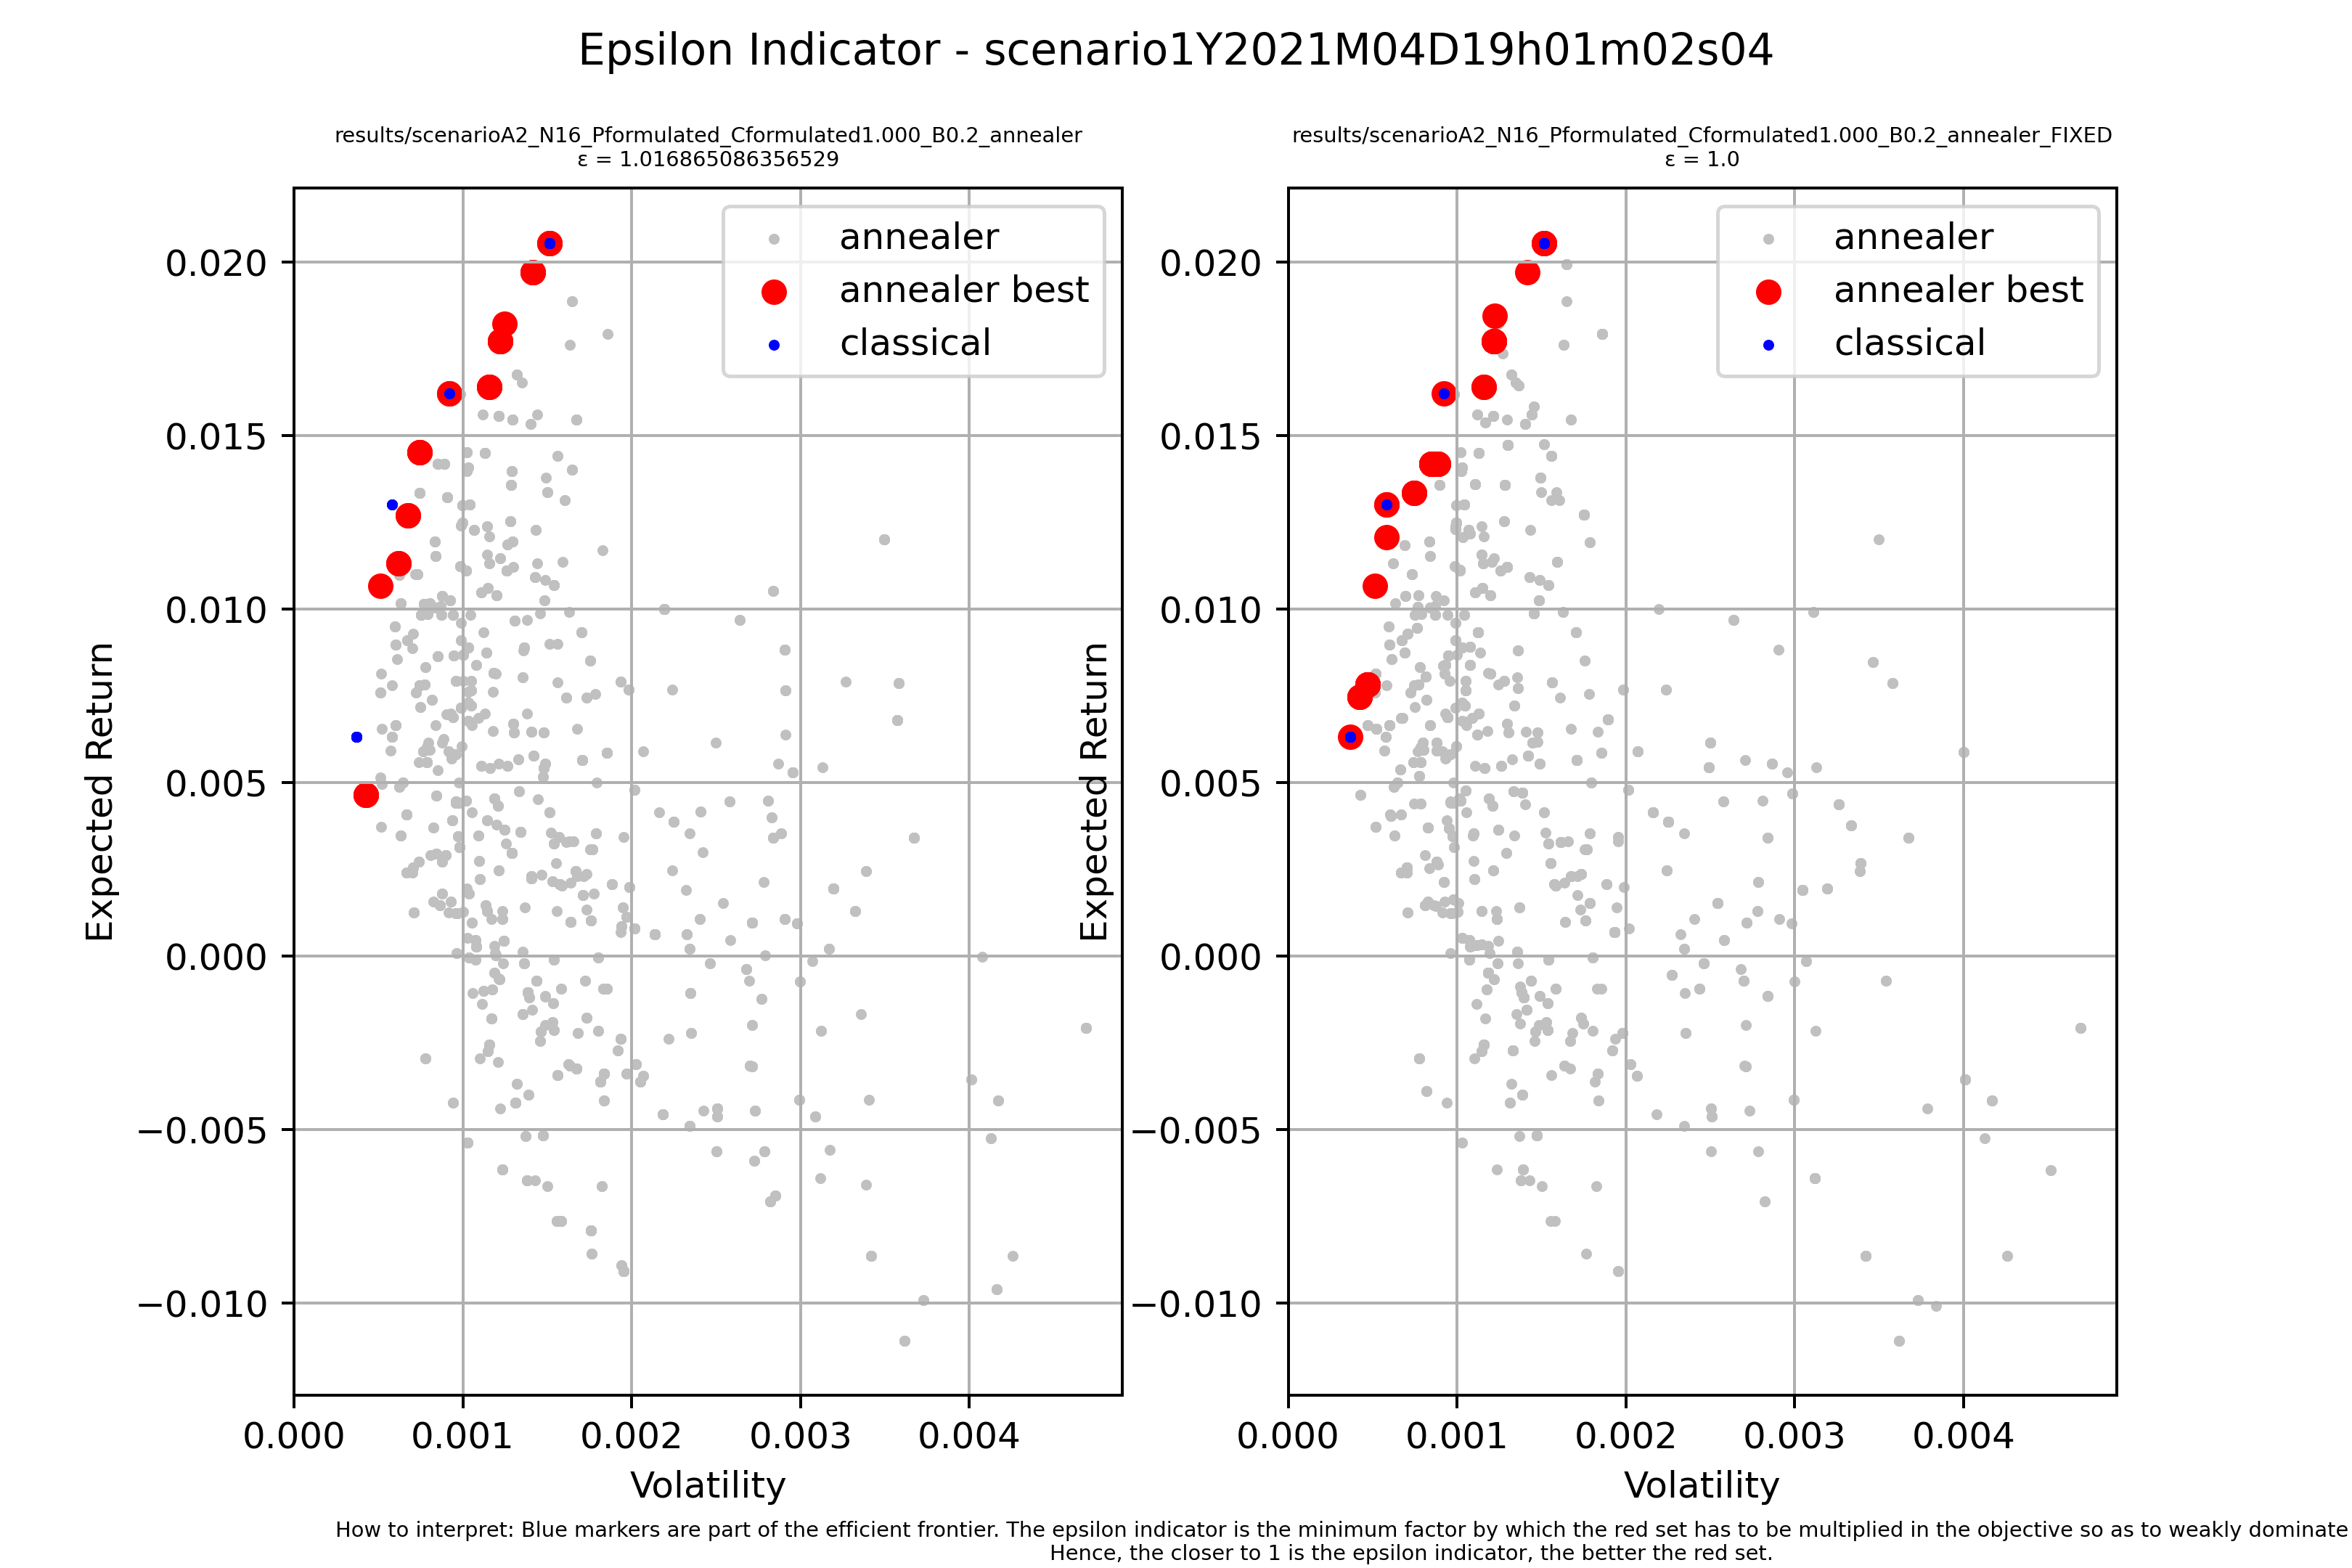 Epsilon Indicator - scenario1Y2021M04D19h01m02s04
results/scenarioA2_N16_Pformulated_Cformulated1.000_B0.2_annealer
ε = 1.016865086356529
annealer
annealer best
classical
0.020
0.015
0.010
0.005
0.000
−0.005
−0.010
Expected Return
0.000 0.001 0.002 0.003 0.004
Volatility
results/scenarioA2_N16_Pformulated_Cformulated1.000_B0.2_annealer_FIXED
ε = 1.0
annealer
annealer best
classical
0.020
0.015
0.010
0.005
0.000
−0.005
−0.010
Expected Return
0.000 0.001 0.002 0.003 0.004
Volatility
How to interpret: Blue markers are part of the efficient frontier. The epsilon indicator is the minimum factor by which the red set has to be multiplied in the objective so as to weakly dominate
Hence, the closer to 1 is the epsilon indicator, the better the red set.